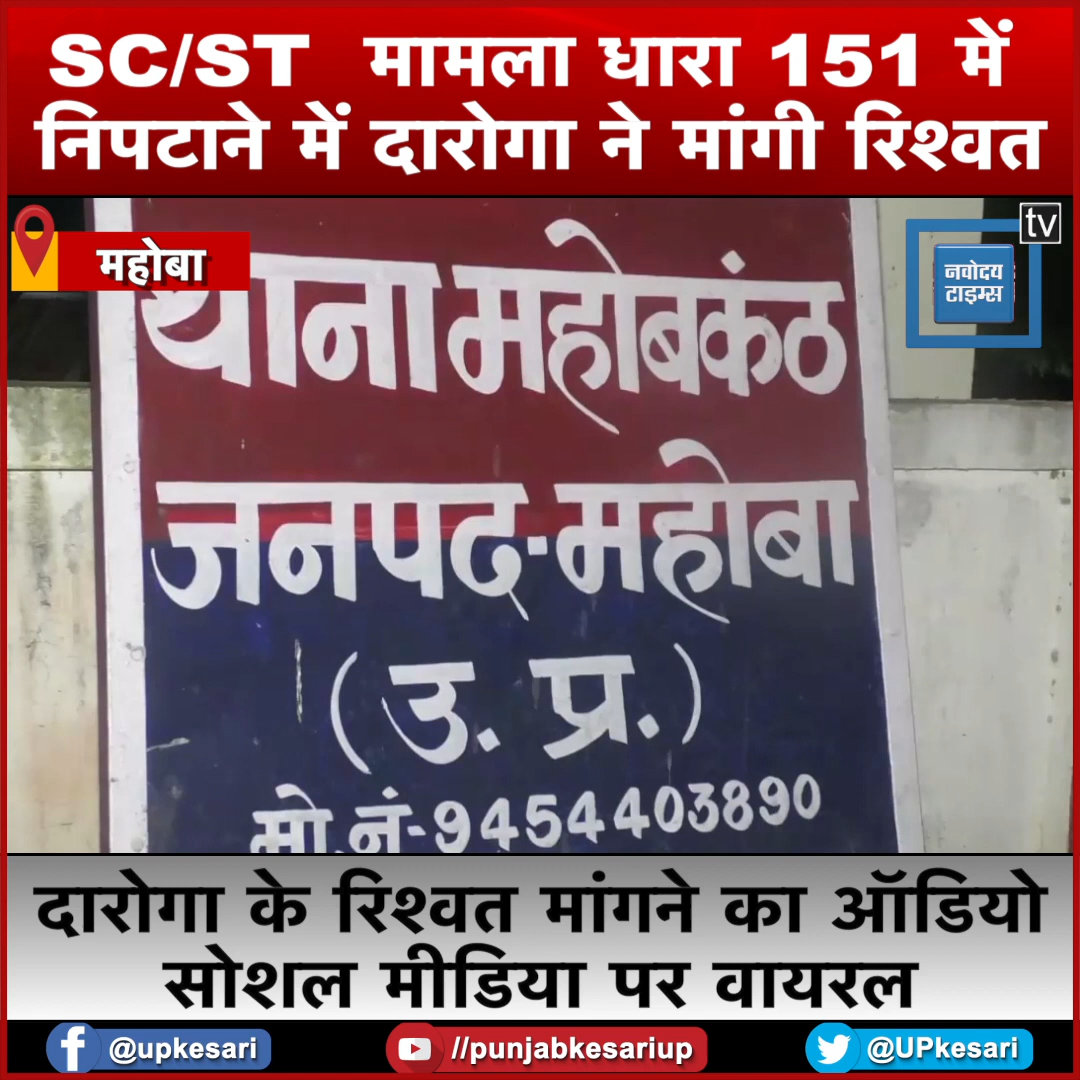 SC/ST मामला धारा 151 में
निपटाने में दारोगा ने मांगी रिश्वत
महोबा
tv
नवोदय
टाइम्स
थाना महोबकंठ
जनपद-महोबा
(उ. प्र.)
मो.नं-9454403890
दारोगा के रिश्वत मांगने का ऑडियो
सोशल मीडिया पर वायरल
@upkesari
//punjabkesariup
@UPkesari